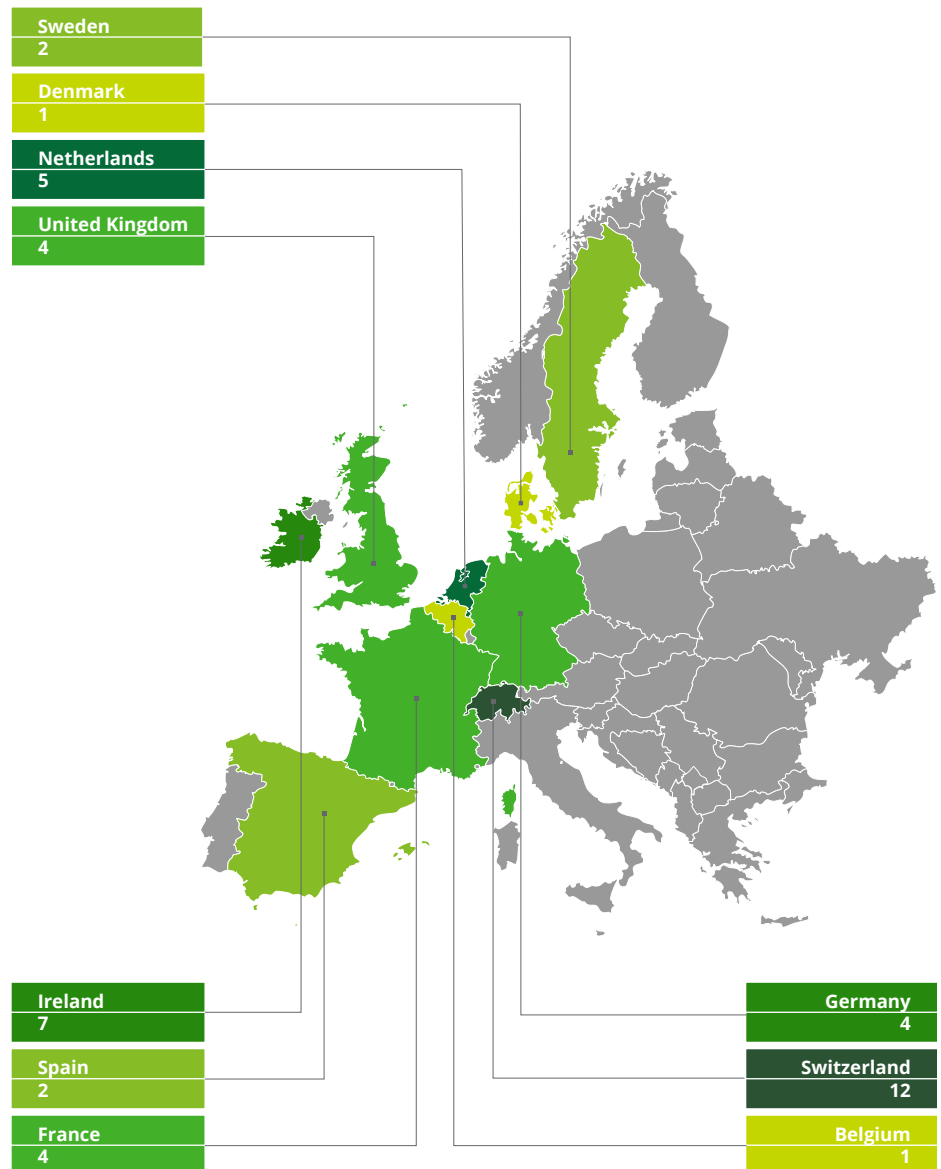 Sweden
2
Denmark
1
Netherlands
5
United Kingdom
4
Ireland
7
Spain
2
France
4
Germany
4
Switzerland
12
Belgium
1